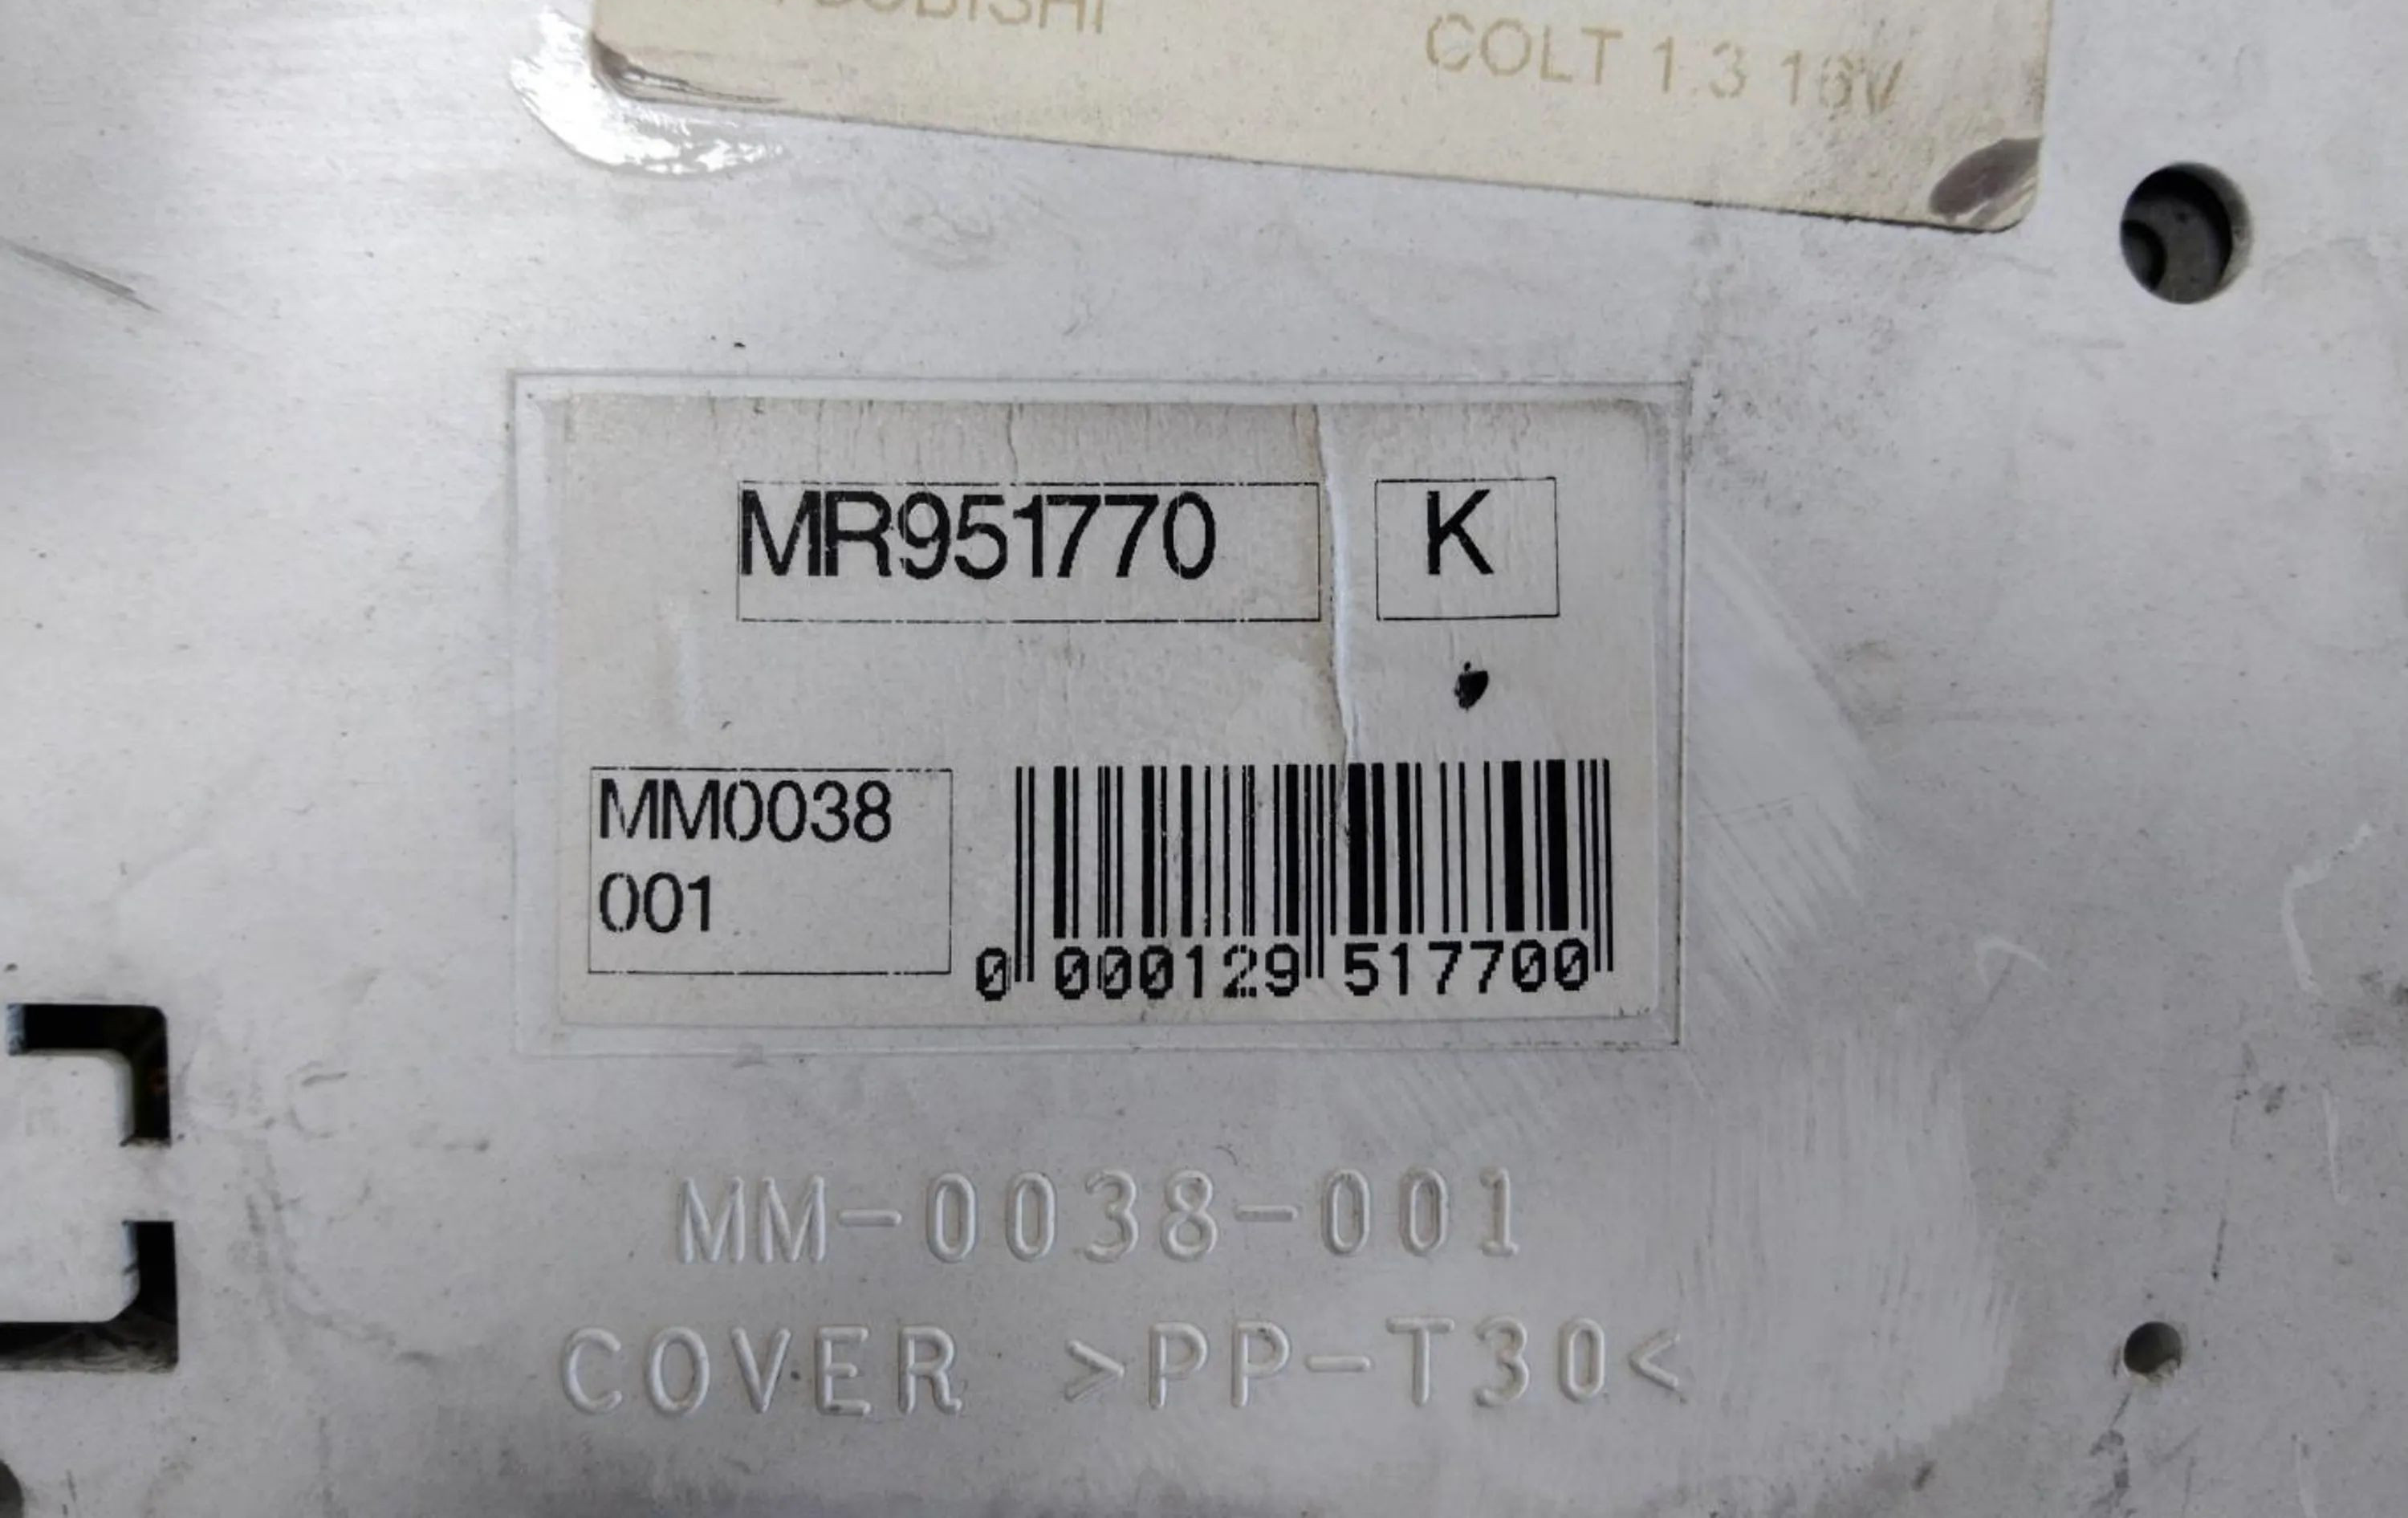 COLT 1.3 16V
MR951770 K
MM0038
001
0 000129 517700
MM-0038-001
COVER >PP-T30<